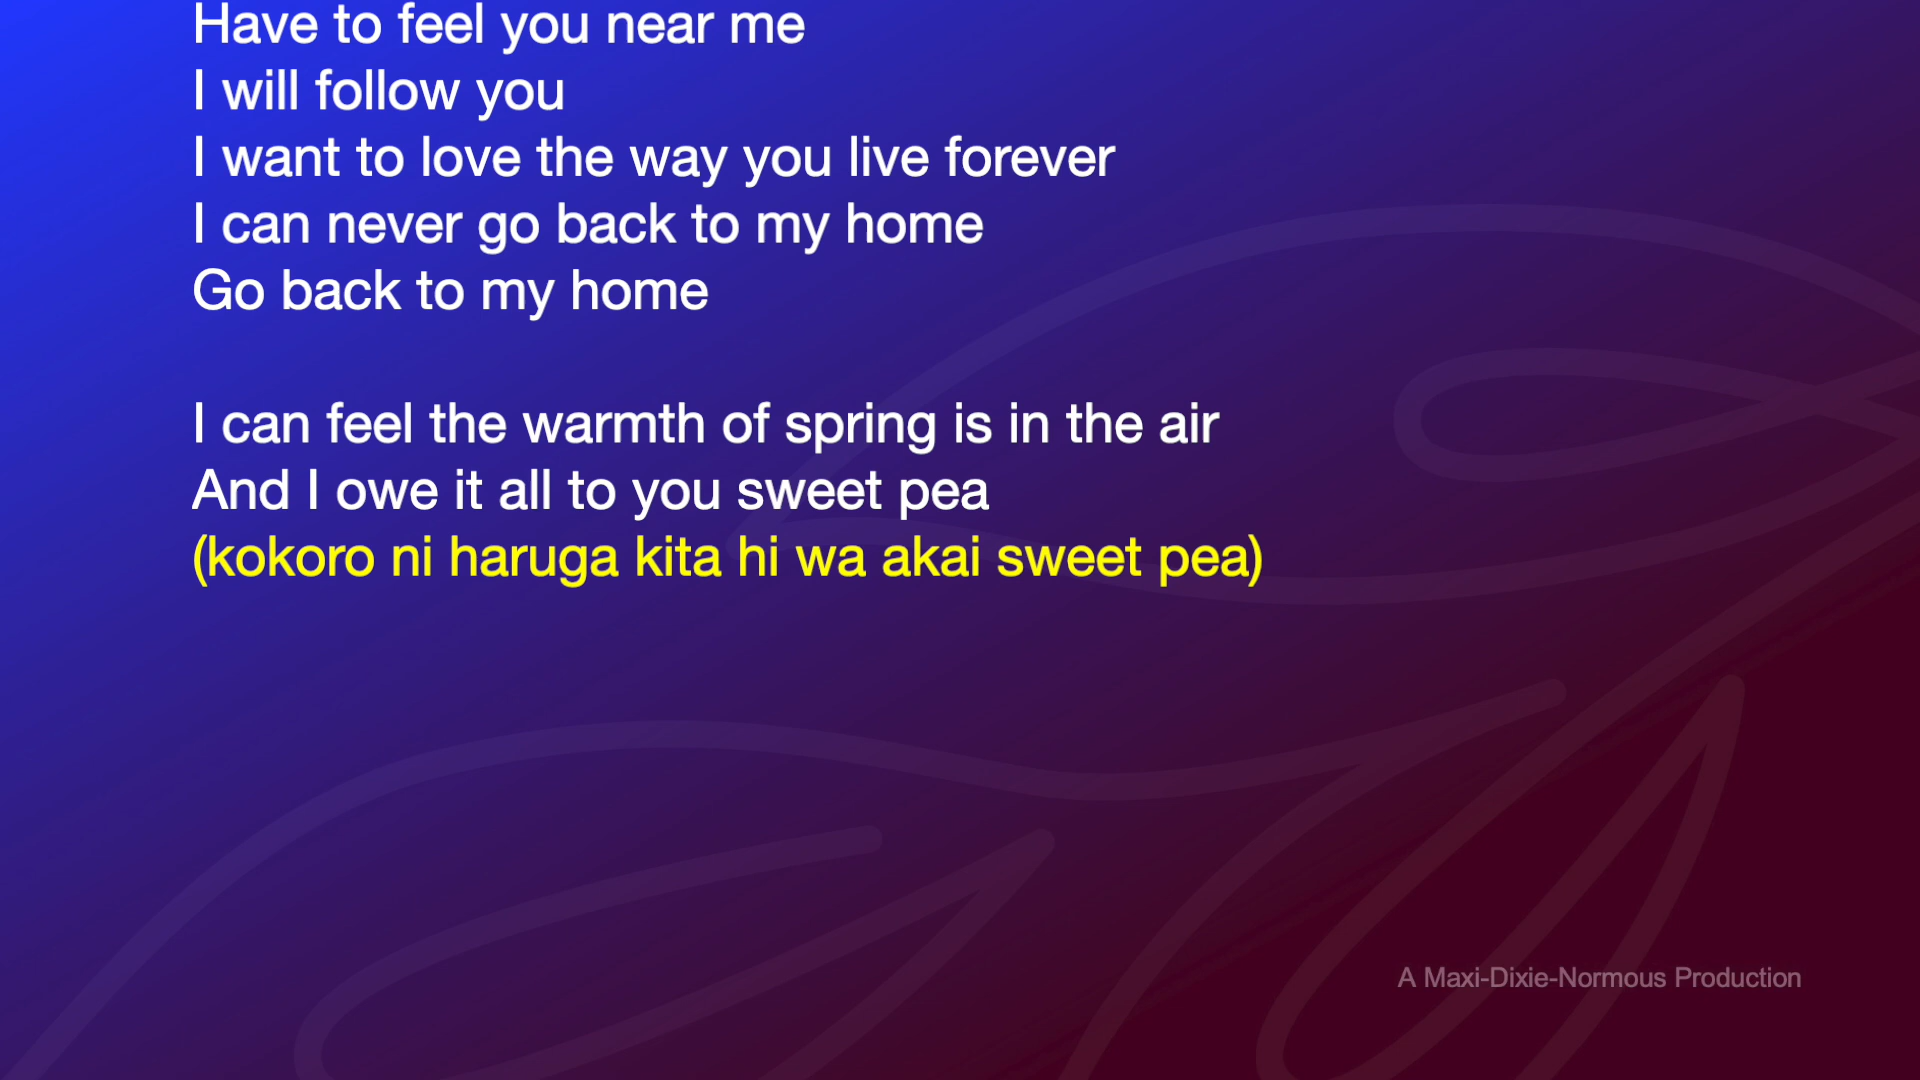 Have to feel you near me
I will follow you
I want to love the way you live forever
I can never go back to my home
Go back to my home
I can feel the warmth of spring is in the air
And I owe it all to you sweet pea
(kokoro ni haruga kita hi wa akai sweet pea)
A Maxi-Dixie-Normous Production